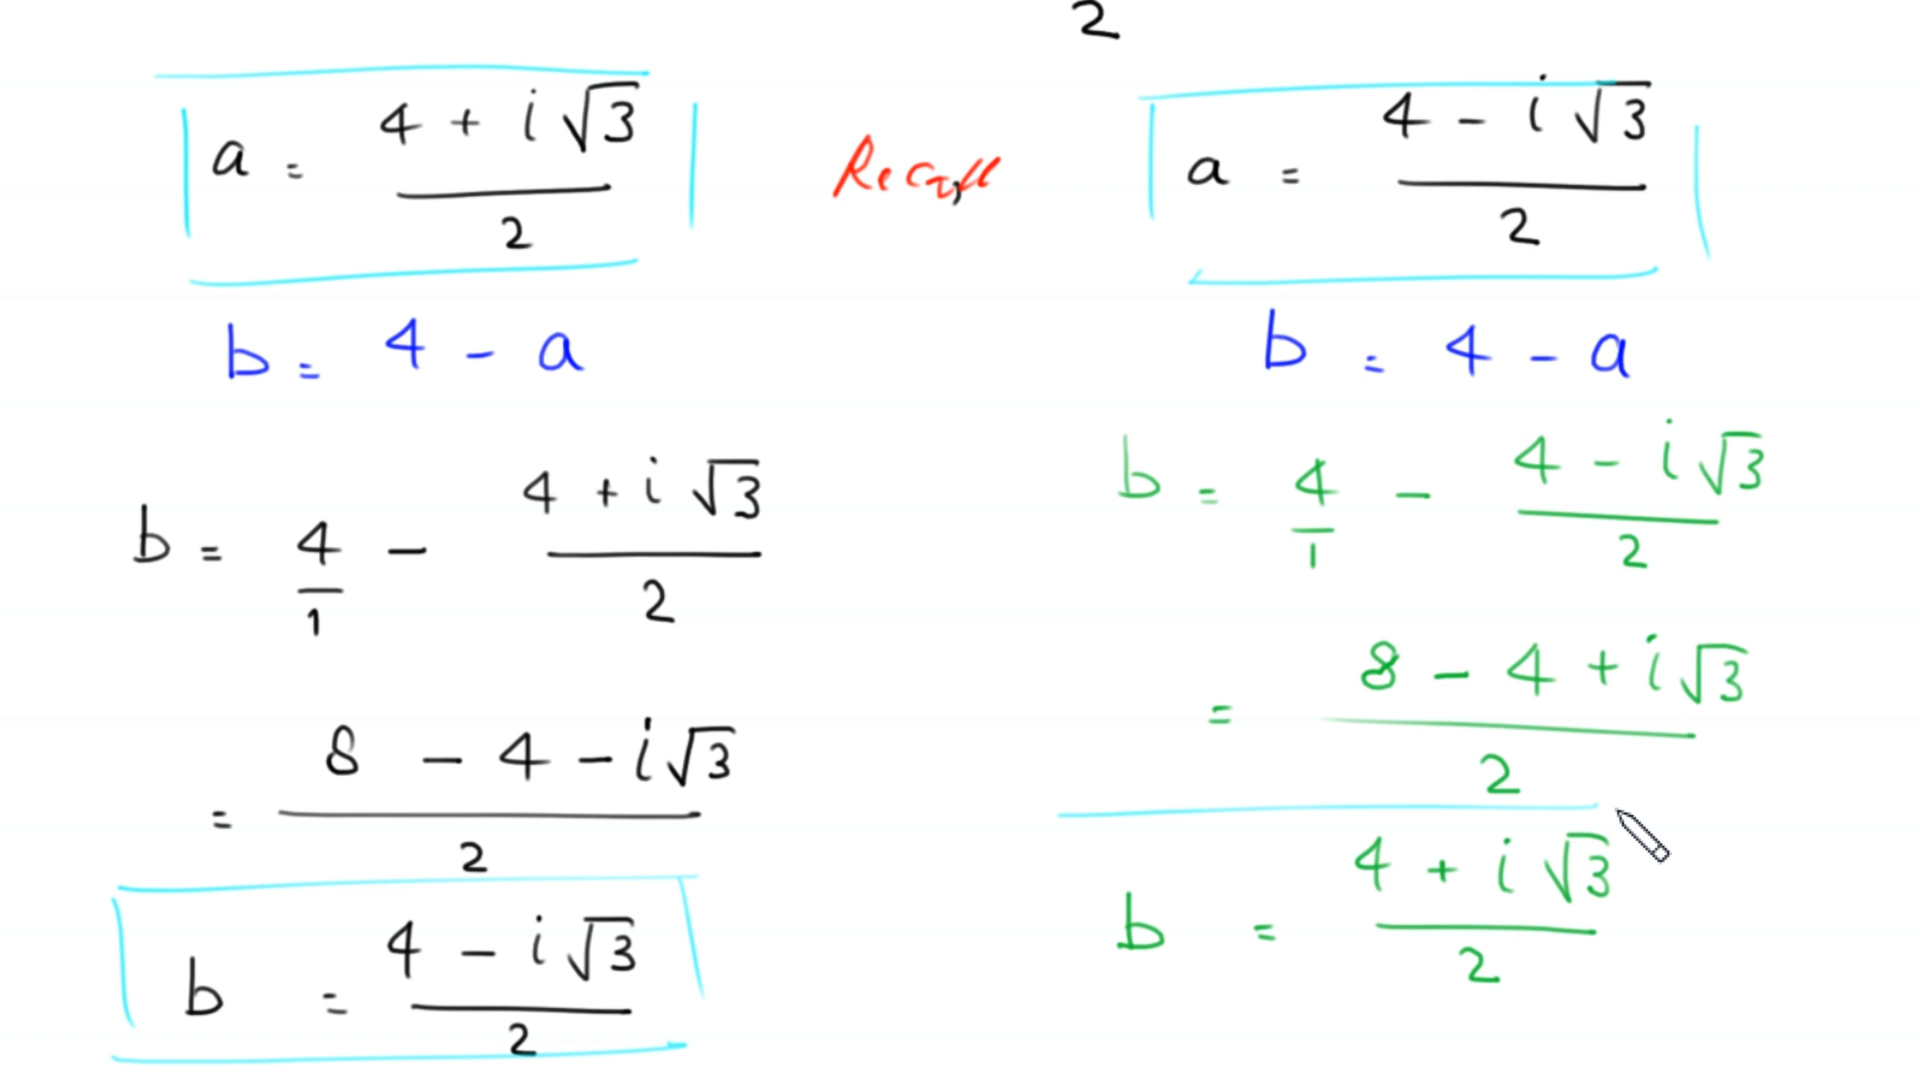 2
a = (4 + i√3)/2
Recall,
a = (4 - i√3)/2
b = 4 - a
b = 4 - a
b = 4/1 - (4 + i√3)/2
b = 4/1 - (4 - i√3)/2
= (8 - 4 - i√3)/2
= (8 - 4 + i√3)/2
b = (4 - i√3)/2
b = (4 + i√3)/2